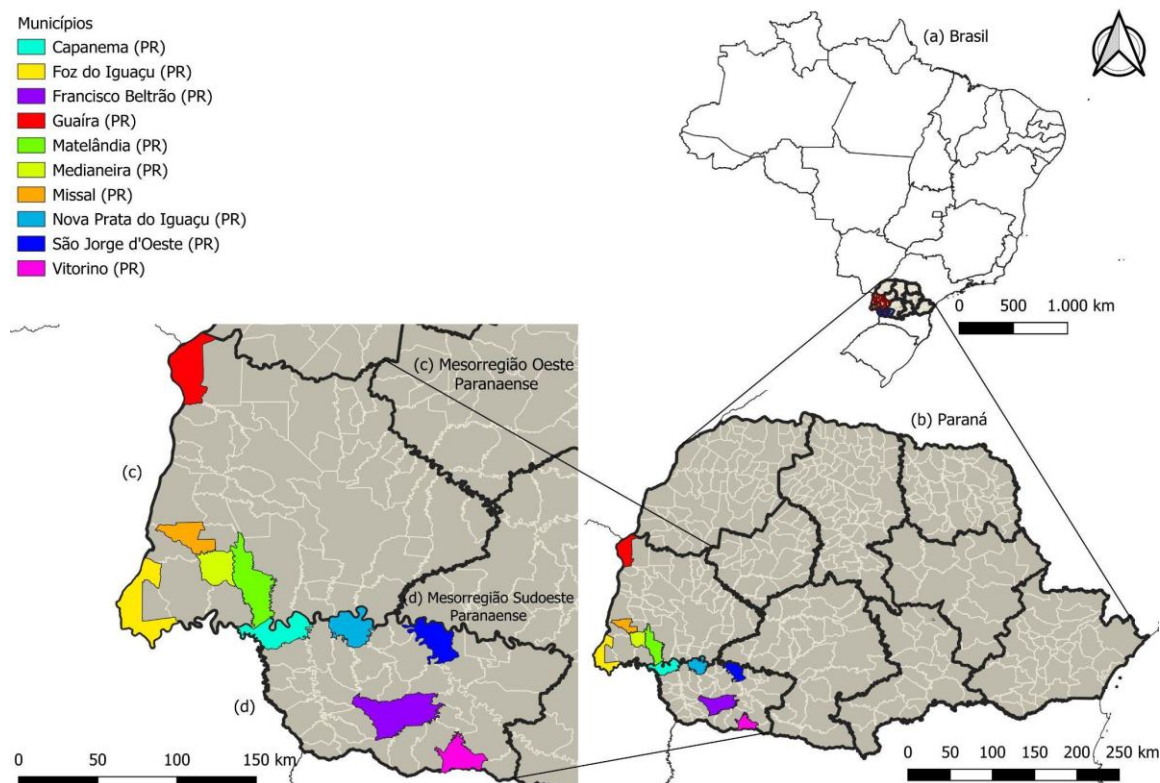 Municípios
Capanema (PR)
Foz do Iguaçu (PR)
Francisco Beltrão (PR)
Guaíra (PR)
Matelândia (PR)
Medianeira (PR)
Missal (PR)
Nova Prata do Iguaçu (PR)
São Jorge d'Oeste (PR)
Vitorino (PR)
(a) Brasil
0 500 1.000 km
(c) Mesorregião Oeste
Paranaense
(b) Paraná
(c)
(d) Mesorregião Sudoeste
Paranaense
(d)
0 50 100 150 km
0 50 100 150 200 250 km